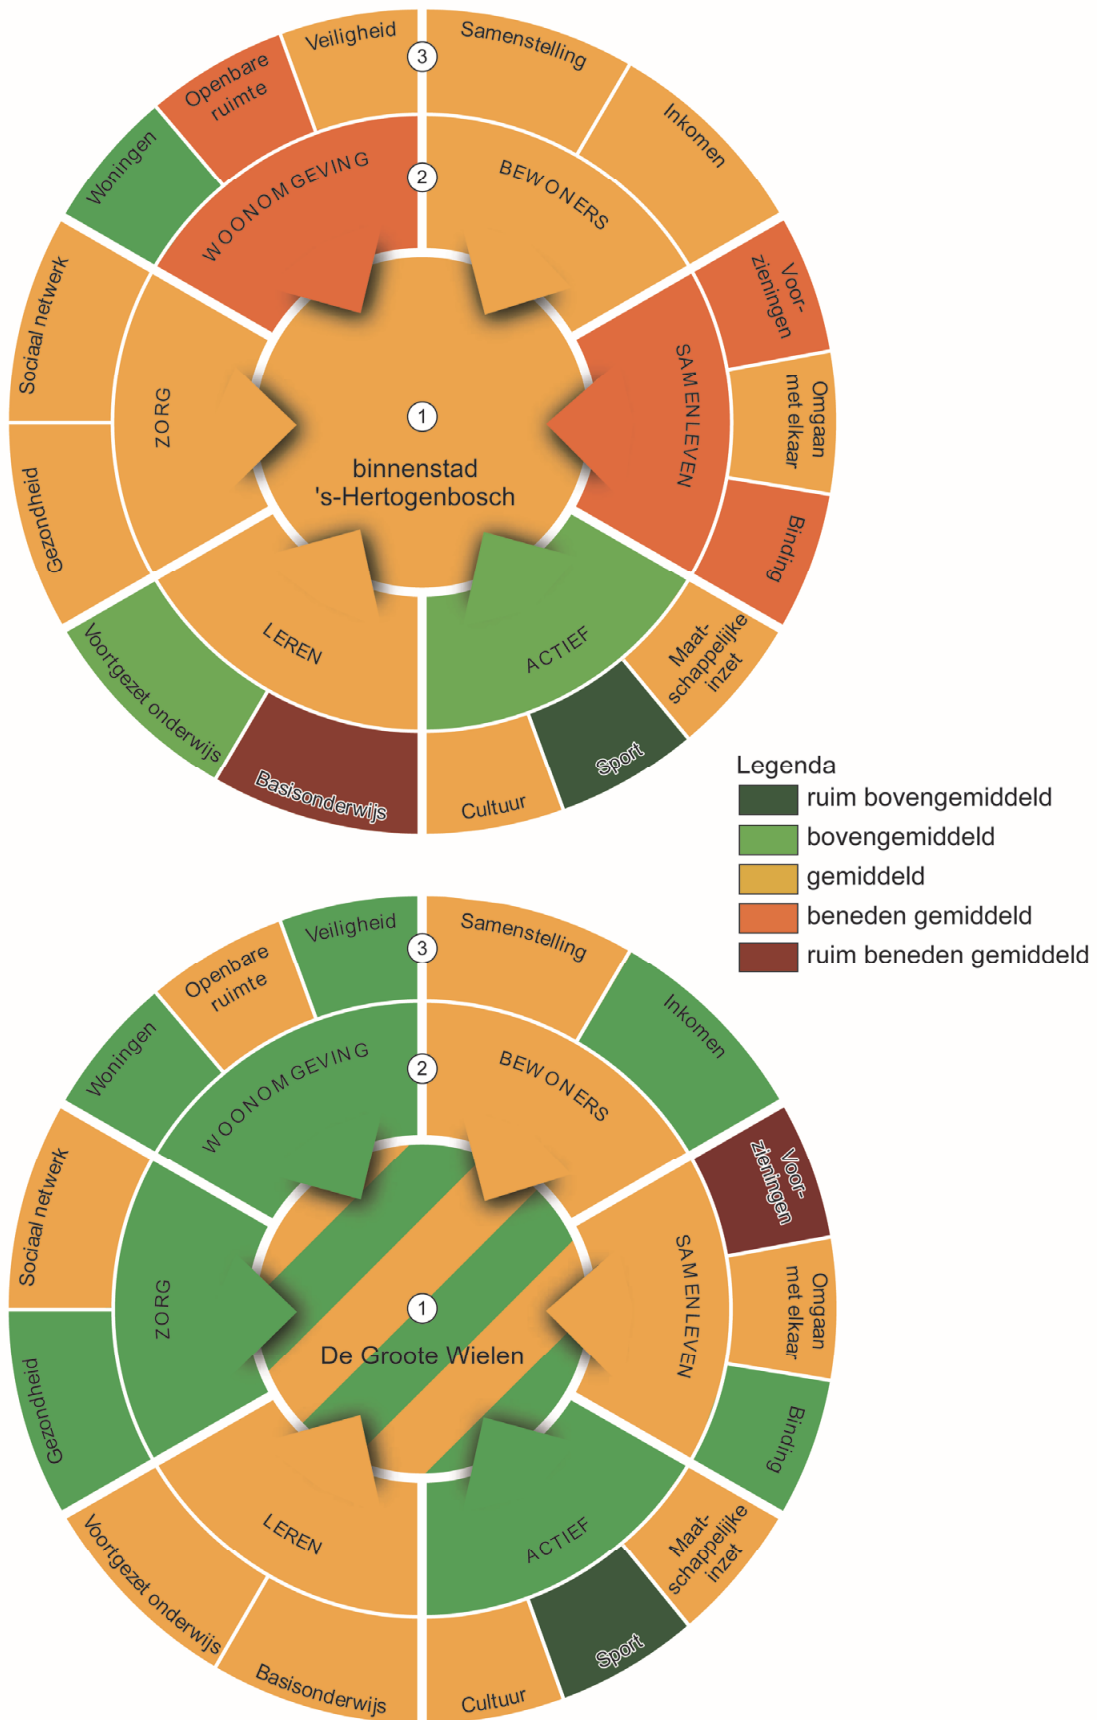 Veiligheid
3
Samenstelling
Openbare
ruimte
Inkomen
Woningen
WOONOMGEVING
2
BEWONERS
Voor-
zieningen
Sociaal netwerk
ZORG
1
binnenstad
's-Hertogenbosch
SAMENLEVEN
Omgaan
met elkaar
Gezondheid
Binding
LEREN
ACTIEF
Maat-
schappelijke
inzet
Voortgezet onderwijs
Basisonderwijs
Cultuur
Sport
Legenda
ruim bovengemiddeld
bovengemiddeld
gemiddeld
beneden gemiddeld
ruim beneden gemiddeld
Veiligheid
3
Samenstelling
Openbare
ruimte
Inkomen
Woningen
WOONOMGEVING
2
BEWONERS
Voor-
zieningen
Sociaal netwerk
ZORG
1
De Groote Wielen
SAMENLEVEN
Omgaan
met elkaar
Gezondheid
Binding
LEREN
ACTIEF
Maat-
schappelijke
inzet
Voortgezet onderwijs
Basisonderwijs
Cultuur
Sport